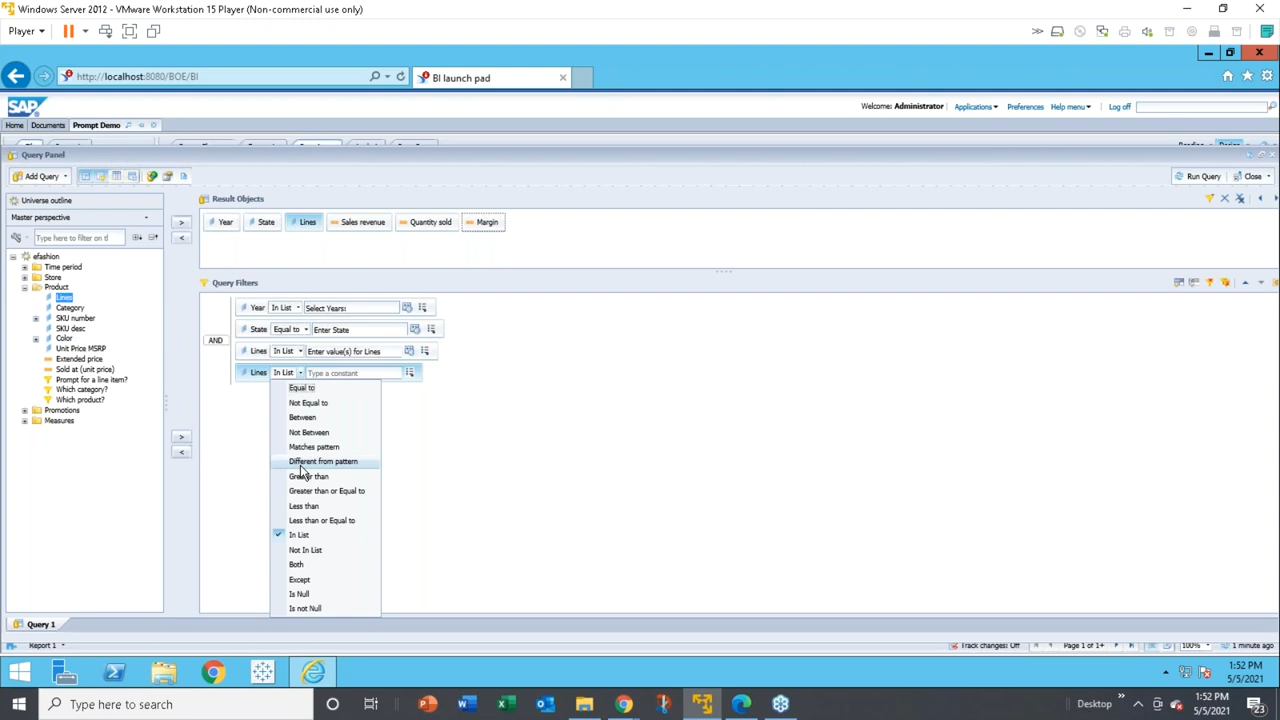 Windows Server 2012 - VMware Workstation 15 Player (Non-commercial use only)
Player
http://localhost:8080/BOE/BI
BI launch pad
SAP
Welcome: Administrator Applications Preferences Help menu Log off
Home Documents Prompt Demo
Query Panel
Add Query Run Query Close
Universe outline
Master perspective
Type here to filter on tl
efashion
Time period
Store
Product
Lines
Category
SKU number
SKU desc
Color
Unit Price MSRP
Extended price
Sold at (unit price)
Prompt for a line item?
Which category?
Which product?
Promotions
Measures
Result Objects
Year State Lines Sales revenue Quantity sold Margin
Query Filters
AND
Year In List Select Years:
State Equal to Enter State
Lines In List Enter value(s) for Lines
Lines In List Type a constant
Equal to
Not Equal to
Between
Not Between
Matches pattern
Different from pattern
Greater than
Greater than or Equal to
Less than
Less than or Equal to
In List
Not In List
Both
Except
Is Null
Is not Null
Query 1
Report 1 Track changes: Off Page 1 of 1+ 100% 1 minute ago
1:52 PM
5/5/2021
Type here to search
Desktop
1:52 PM
5/5/2021
23